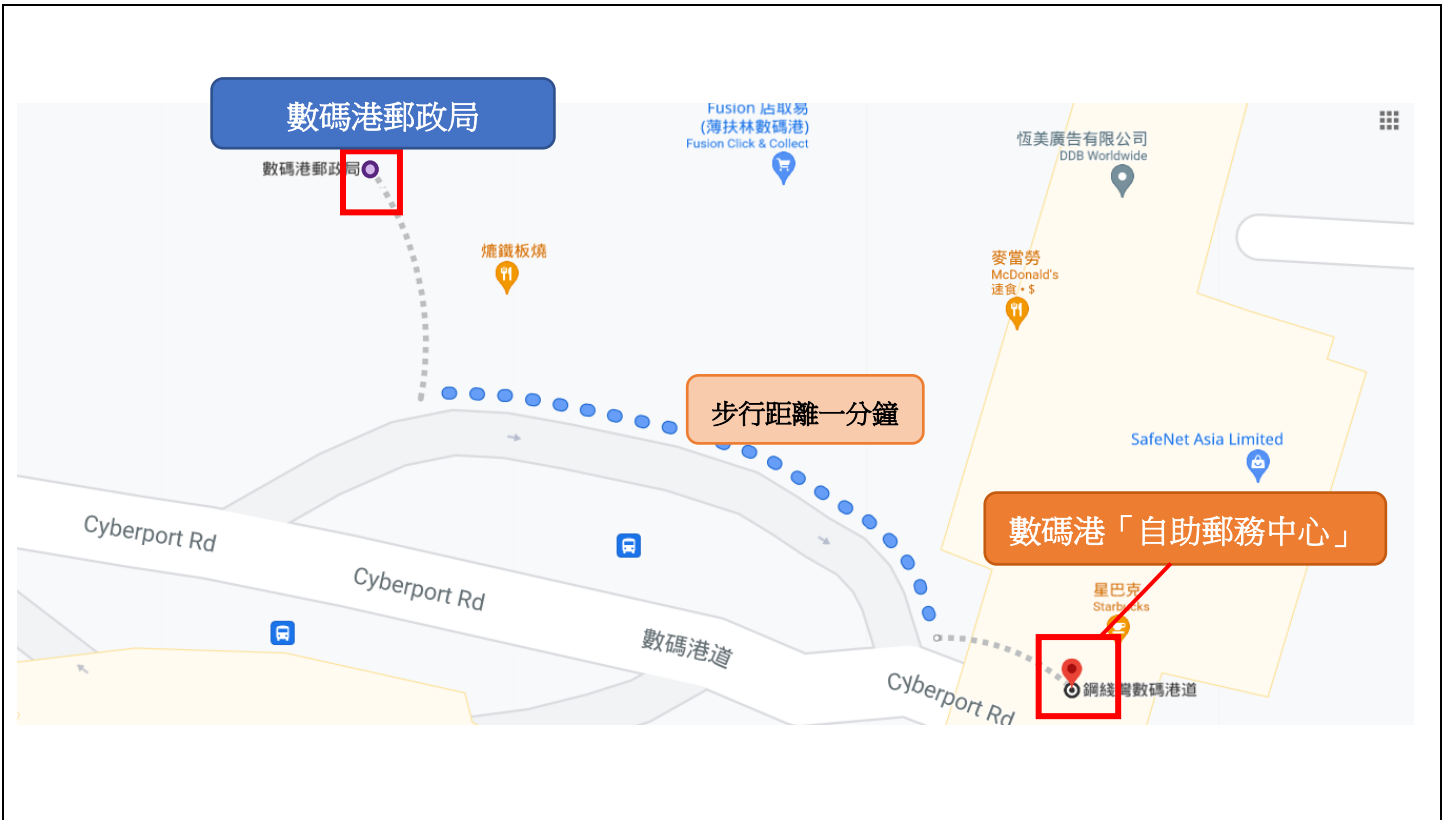 數碼港郵政局
Fusion 店取易
(薄扶林數碼港)
Fusion Click & Collect
恆美廣告有限公司
DDB Worldwide
數碼港郵政局
熝鐵板燒
麥當勞
McDonald's
速食・$
步行距離一分鐘
SafeNet Asia Limited
數碼港「自助郵務中心」
Cyberport Rd
Cyberport Rd
星巴克
Starbucks
數碼港道
Cyberport Rd
鋼綫灣數碼港道